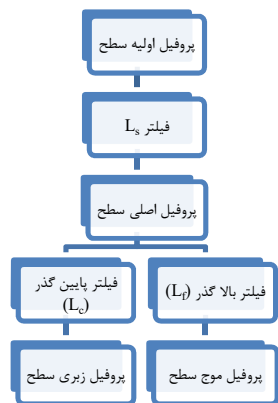 پروفیل اولیه سطح
فیلتر Ls
پروفیل اصلی سطح
فیلتر بالا گذر (Lf)
فیلتر پایین گذر
(Lc)
پروفیل موج سطح
پروفیل زبری سطح